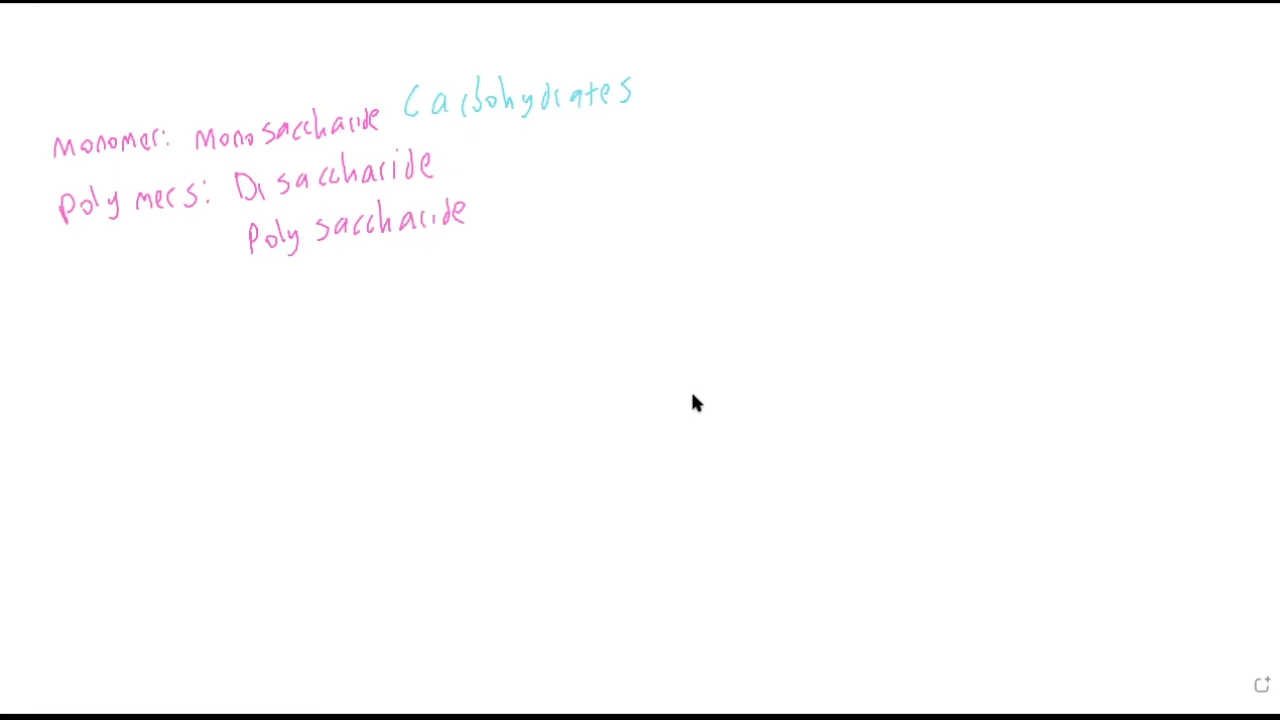 Carbohydrates
Monomer: Monosaccharide
Polymers: Disaccharide
Polysaccharide